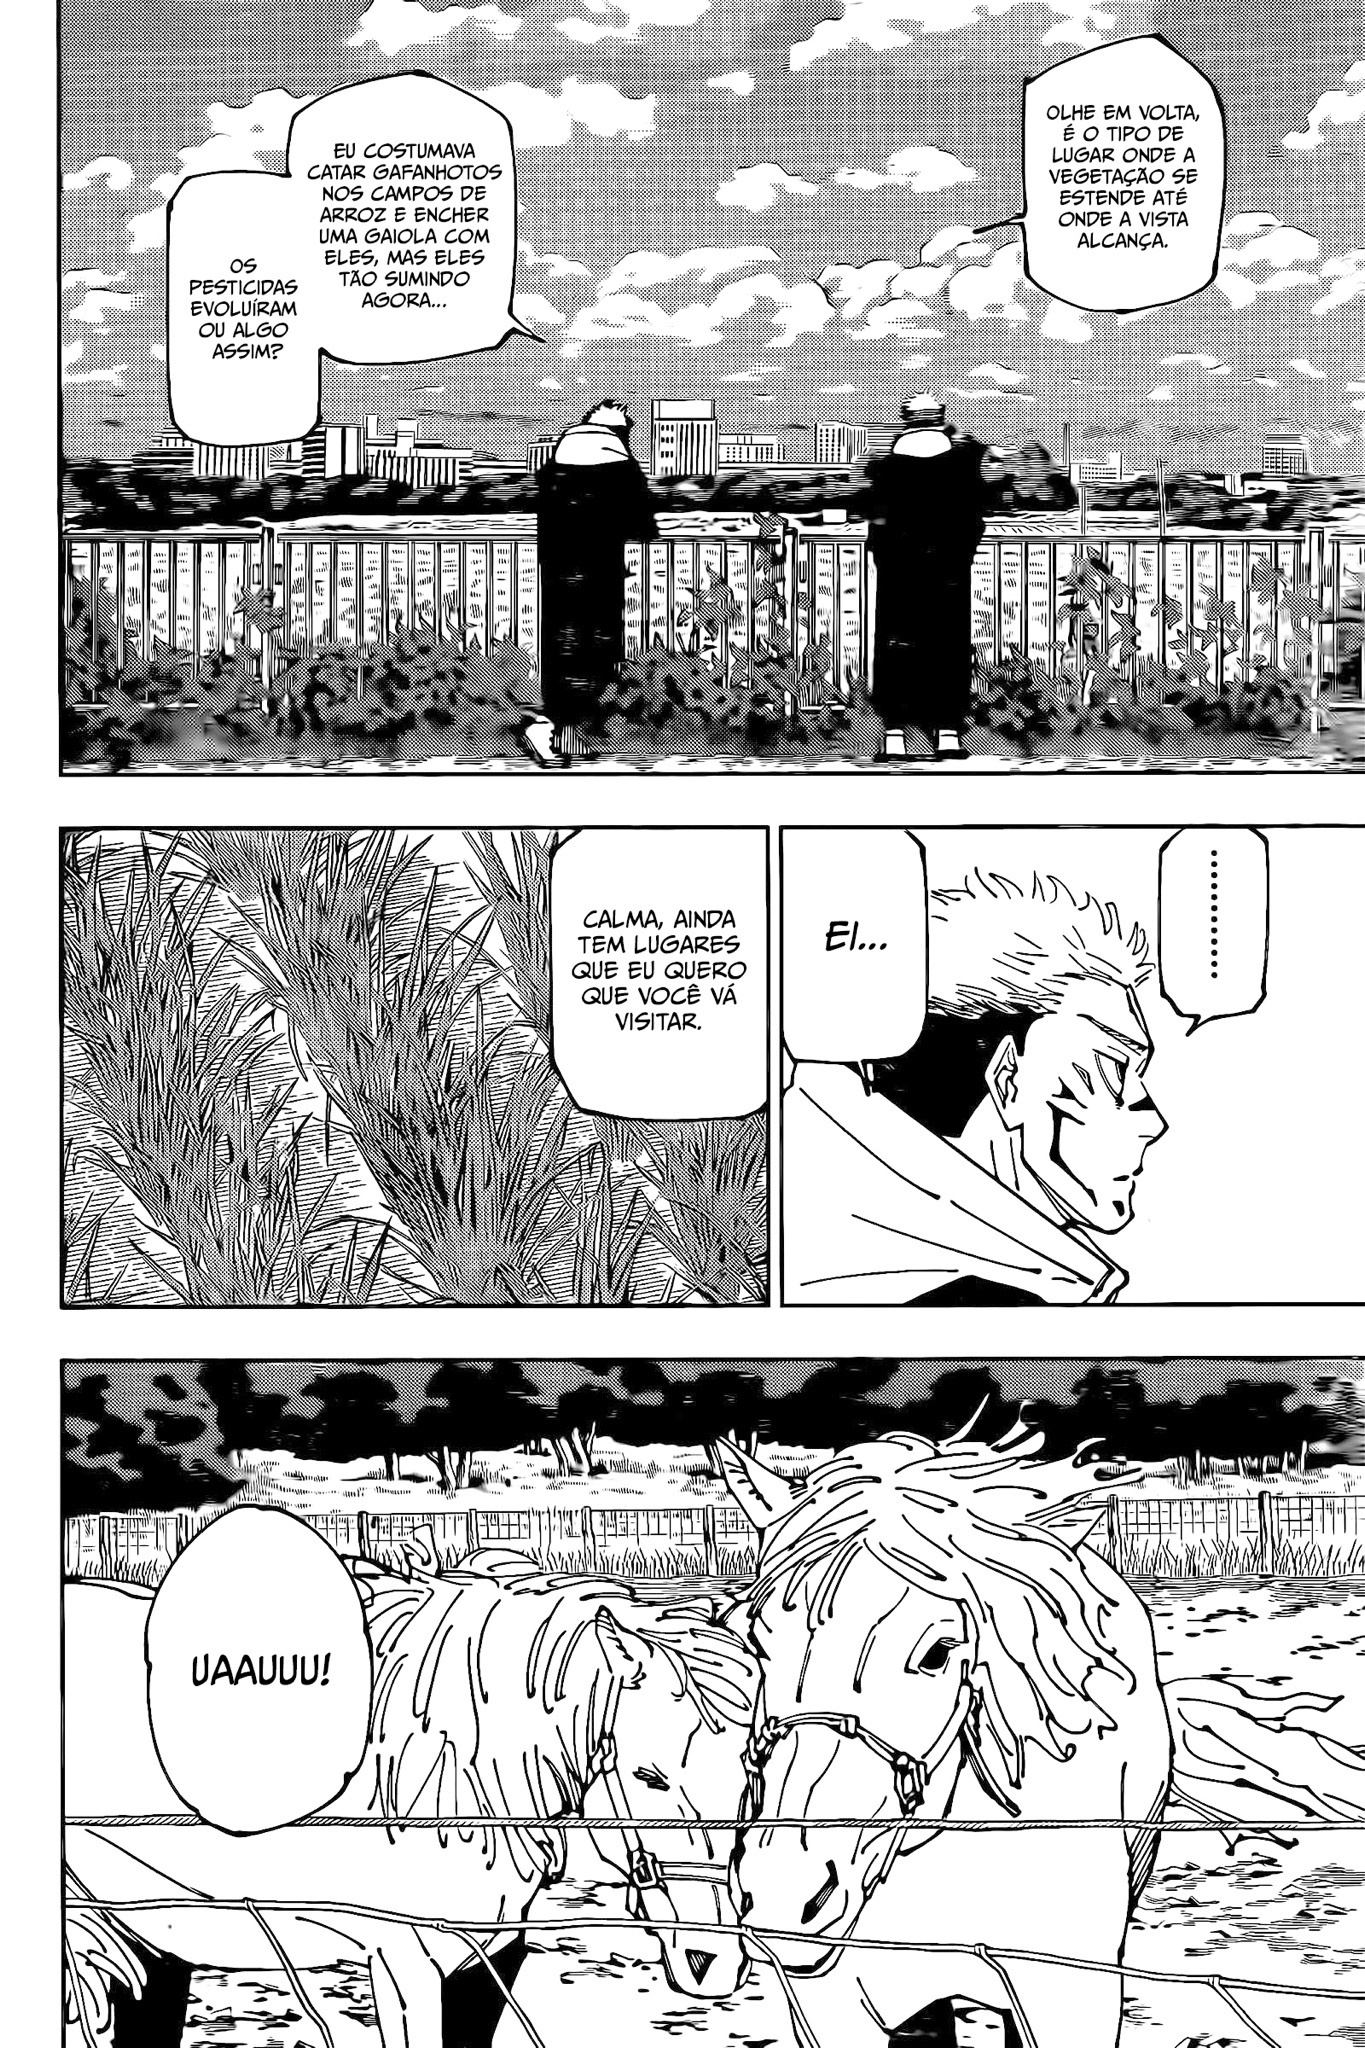 OLHE EM VOLTA,
É O TIPO DE
LUGAR ONDE A
VEGETAÇÃO SE
ESTENDE ATÉ
ONDE A VISTA
ALCANÇA.
EU COSTUMAVA
CATAR GAFANHOTOS
NOS CAMPOS DE
ARROZ E ENCHER
UMA GAIOLA COM
ELES, MAS ELES
TÃO SUMINDO
AGORA...
OS
PESTICIDAS
EVOLUÍRAM
OU ALGO
ASSIM?
.........
EI...
CALMA, AINDA
TEM LUGARES
QUE EU QUERO
QUE VOCÊ VÁ
VISITAR.
UAAUUU!